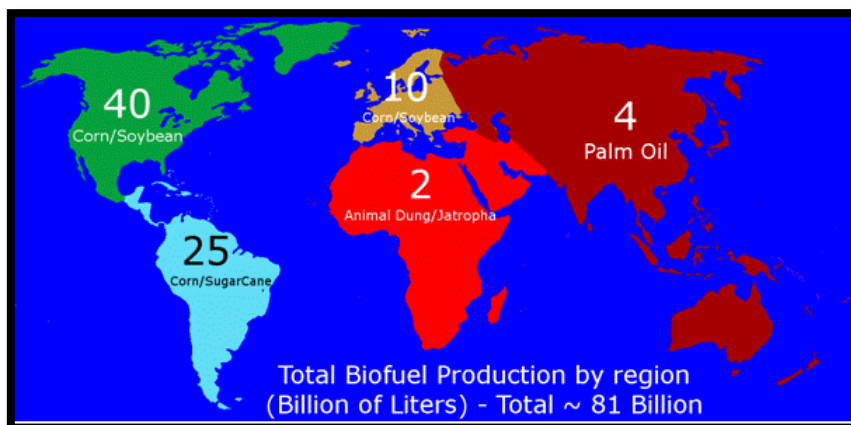 40
Corn/Soybean
10
Corn/Soybean
4
Palm Oil
2
Animal Dung/Jatropha
25
Corn/SugarCane
Total Biofuel Production by region
(Billion of Liters) - Total ~ 81 Billion